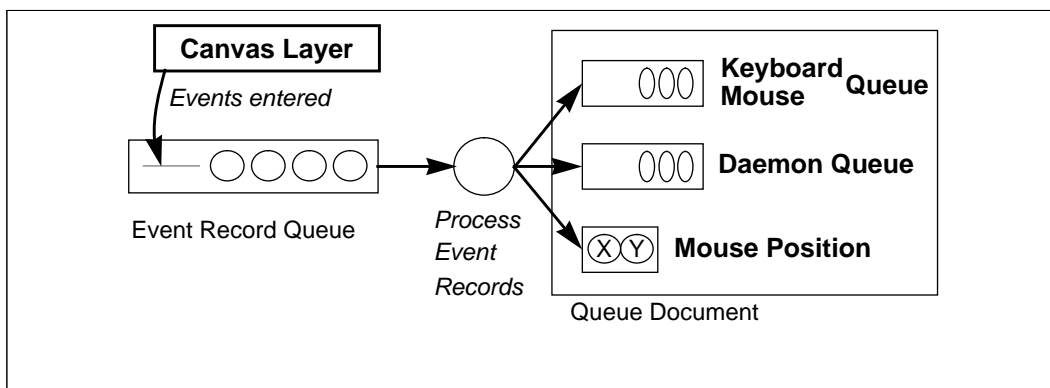 Canvas Layer
Events entered
Event Record Queue
Process
Event
Records
Keyboard
Mouse
Queue
Daemon Queue
X Y
Mouse Position
Queue Document